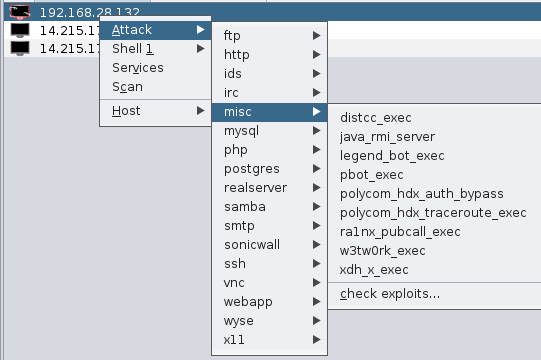 192.168.28.132
14.215.1
14.215.1
Attack
Shell 1
Services
Scan
Host
ftp
http
ids
irc
misc
mysql
php
postgres
realserver
samba
smtp
sonicwall
ssh
vnc
webapp
wyse
x11
distcc_exec
java_rmi_server
legend_bot_exec
pbot_exec
polycom_hdx_auth_bypass
polycom_hdx_traceroute_exec
ra1nx_pubcall_exec
w3tw0rk_exec
xdh_x_exec
check exploits...